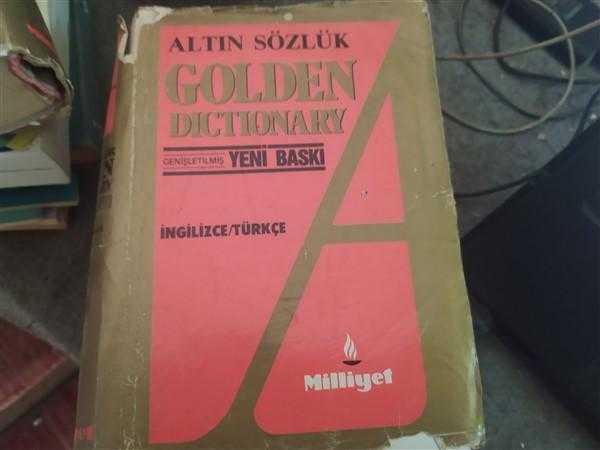 ALTIN SÖZLÜK
GOLDEN
DICTIONARY
GENİŞLETİLMİŞ YENİ BASKI
İNGİLİZCE/TÜRKÇE
A
Milliyet